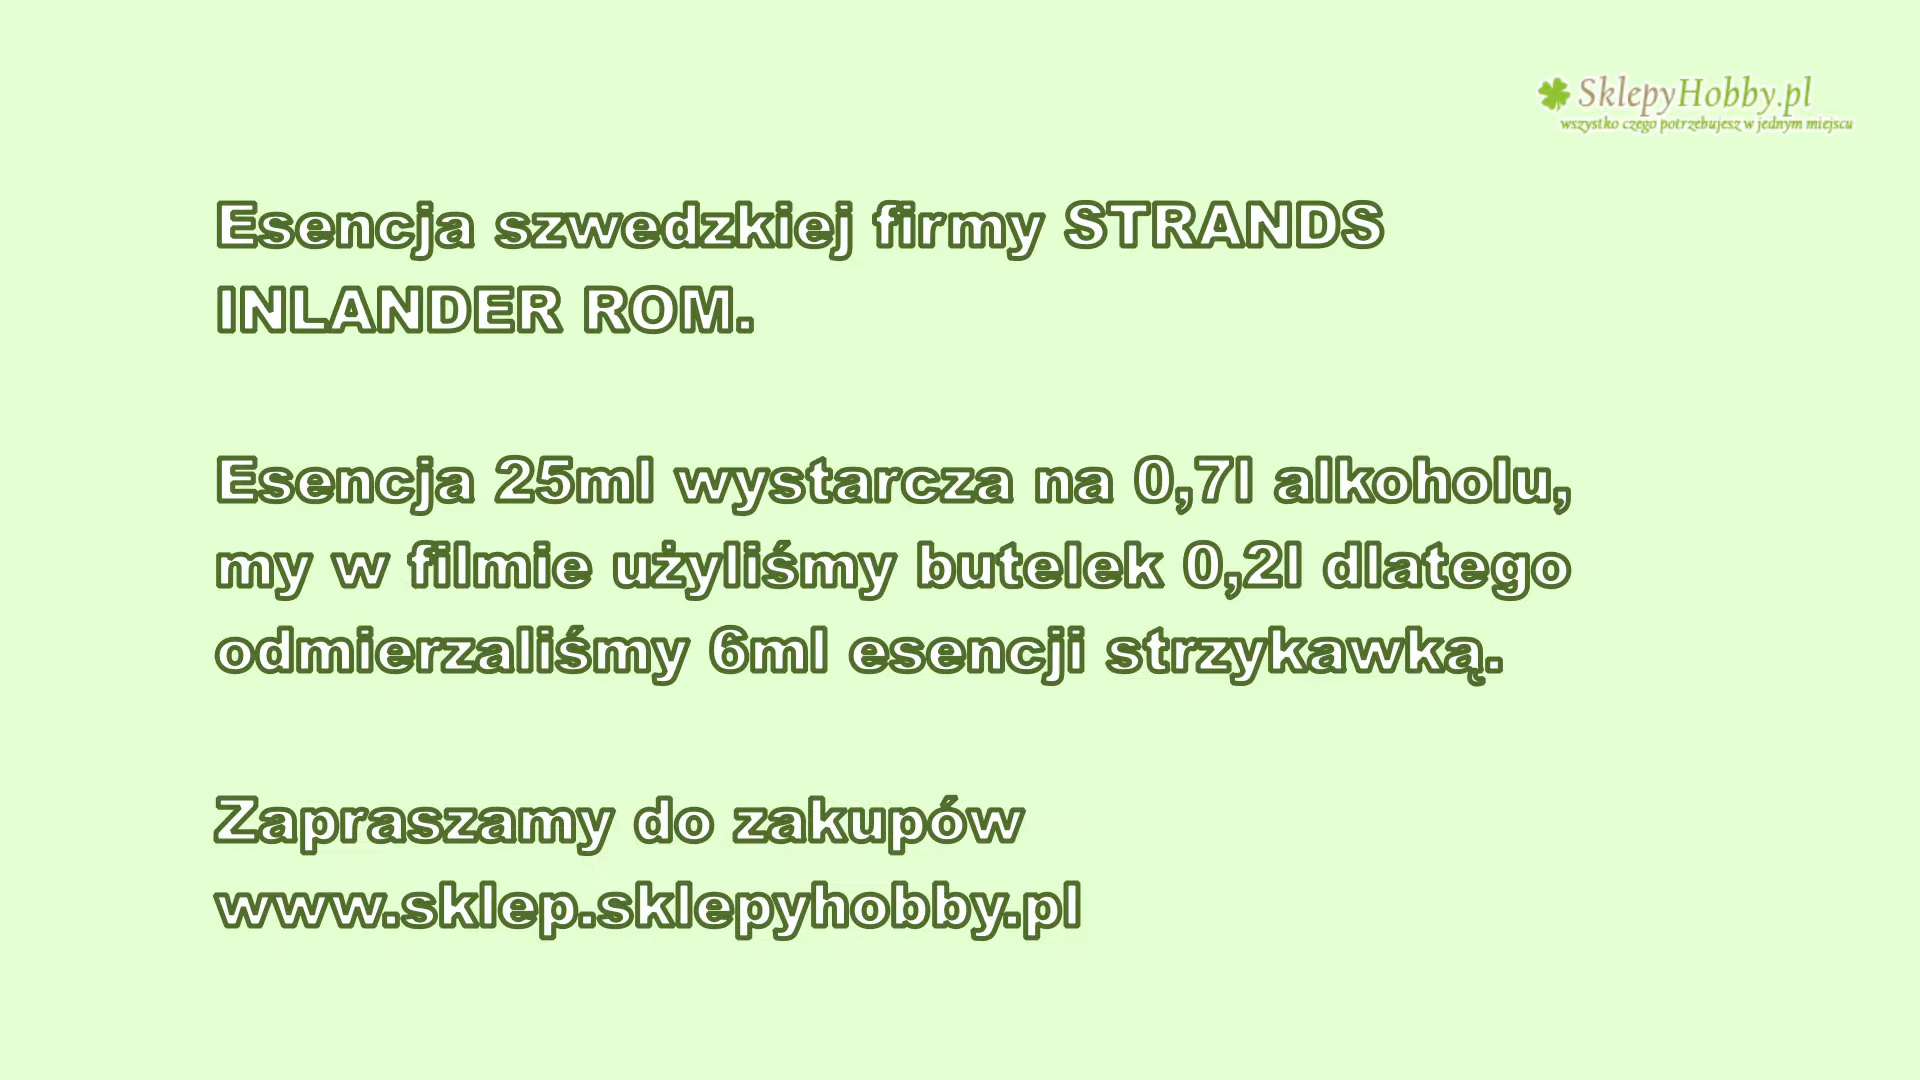 SklepyHobby.pl
wszystko czego potrzebujesz w jednym miejscu
Esencja szwedzkiej firmy STRANDS
INLANDER ROM.
Esencja 25ml wystarcza na 0,7l alkoholu,
my w filmie użyliśmy butelek 0,2l dlatego
odmierzaliśmy 6ml esencji strzykawką.
Zapraszamy do zakupów
www.sklep.sklepyhobby.pl